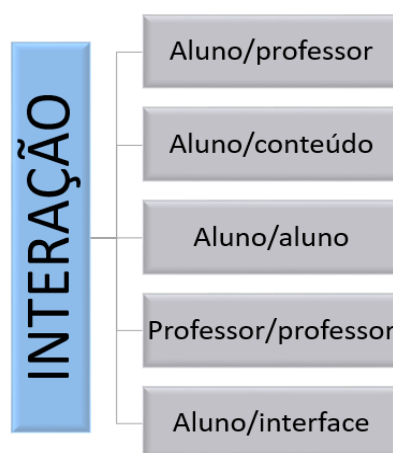 INTERAÇÃO
Aluno/professor
Aluno/conteúdo
Aluno/aluno
Professor/professor
Aluno/interface